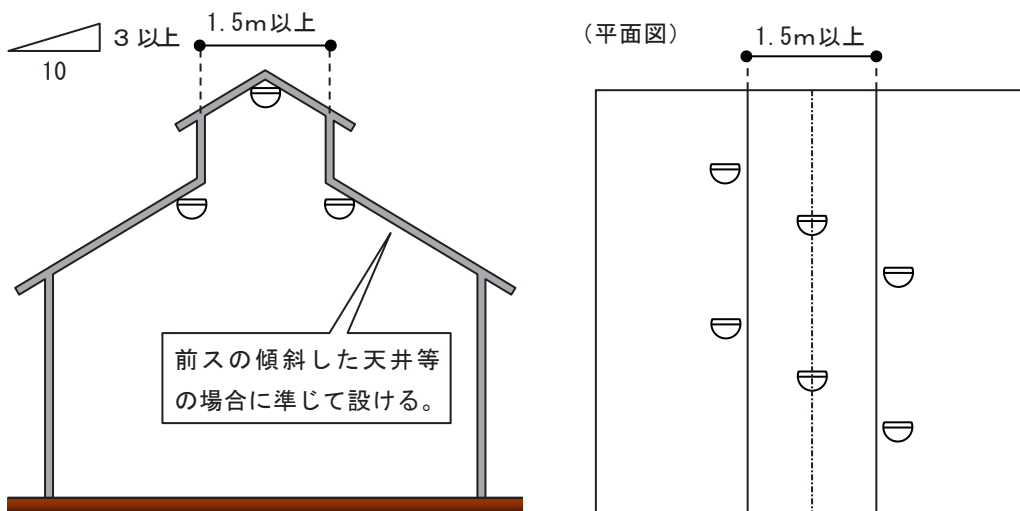 3以上
10
1.5m以上
前スの傾斜した天井等
の場合に準じて設ける。
（平面図）
1.5m以上